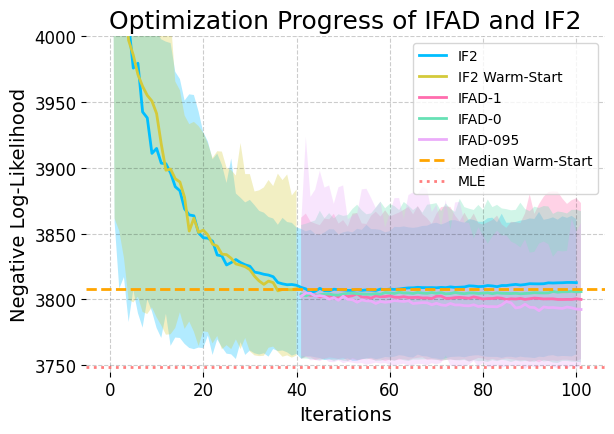 Optimization Progress of IFAD and IF2
Negative Log-Likelihood
4000
3950
3900
3850
3800
3750
0 20 40 60 80 100
Iterations
IF2
IF2 Warm-Start
IFAD-1
IFAD-0
IFAD-095
Median Warm-Start
MLE